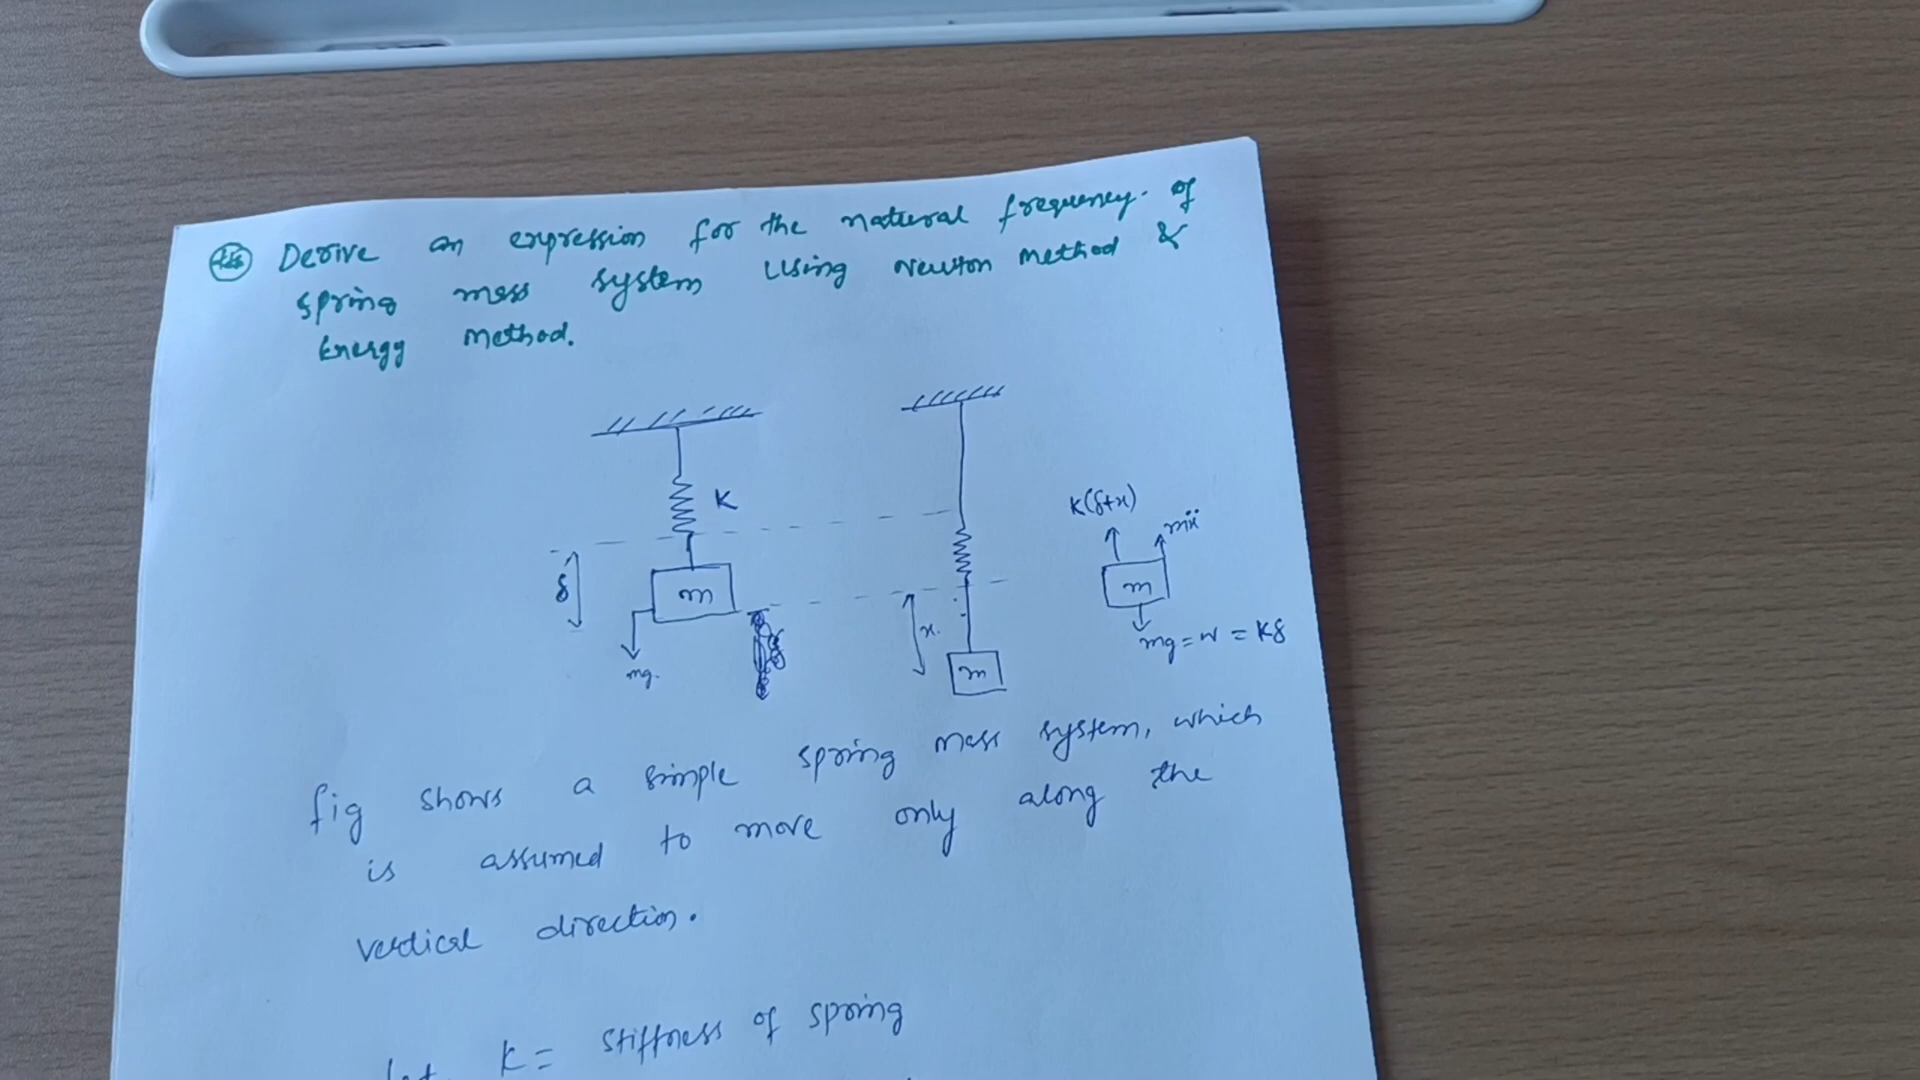 Derive an expression for the natural frequency of
spring mass system using Newton method &
Energy method.
K
δ
m
mg.
x.
m
K(δ+x)
mẍ
m
mg = W = Kδ
fig shows a simple spring mass system, which
is assumed to move only along the
vertical direction.
let K = stiffness of spring